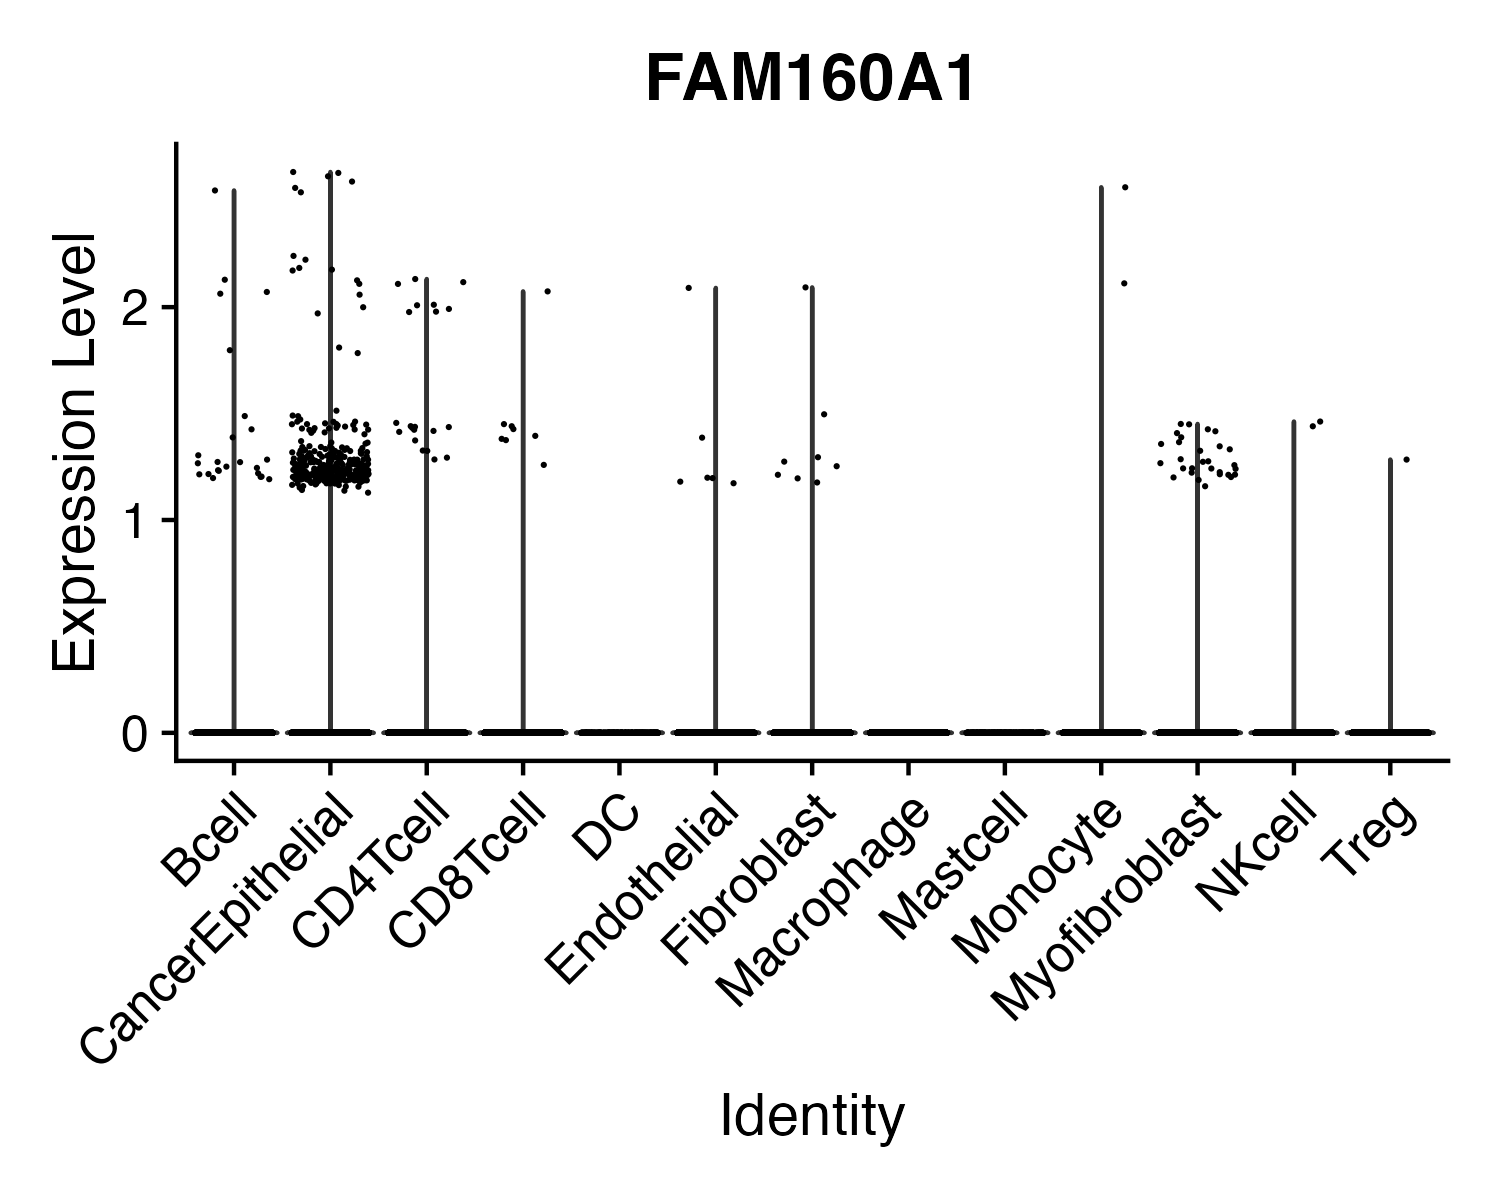 FAM160A1
Expression Level
2
1
0
Bcell
CancerEpithelial
CD4Tcell
CD8Tcell
DC
Endothelial
Fibroblast
Macrophage
Mastcell
Monocyte
Myofibroblast
NKcell
Treg
Identity